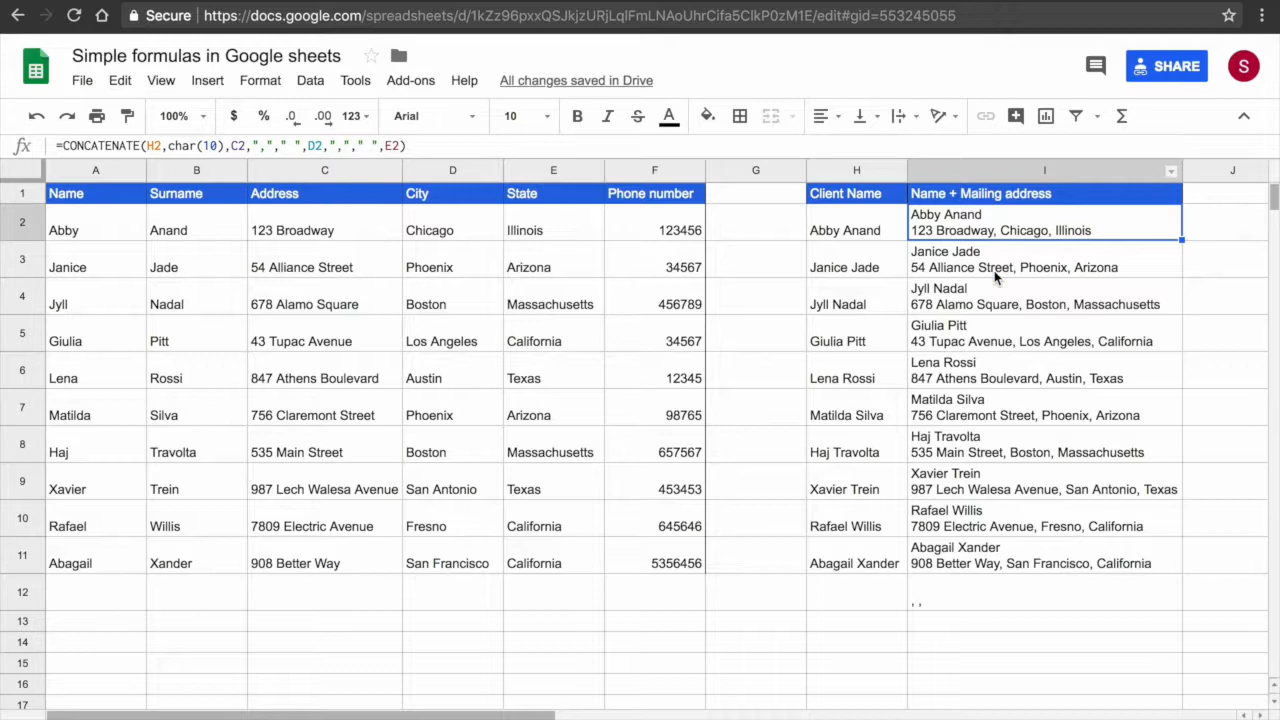 Secure https://docs.google.com/spreadsheets/d/1kZz96pxxQSJkjzURjLqlFmLNAoUhrCifa5ClkP0zM1E/edit#gid=553245055
Simple formulas in Google sheets
File Edit View Insert Format Data Tools Add-ons Help All changes saved in Drive
SHARE S
100% $ % .0 .00 123 Arial 10 B I S A Σ
fx =CONCATENATE(H2,char(10),C2,","," ",D2,","," ",E2)
A B C D E F G H I J
1 Name Surname Address City State Phone number Client Name Name + Mailing address
Abby Anand
2 Abby Anand 123 Broadway Chicago Illinois 123456 Abby Anand 123 Broadway, Chicago, Illinois
Janice Jade
3 Janice Jade 54 Alliance Street Phoenix Arizona 34567 Janice Jade 54 Alliance Street, Phoenix, Arizona
Jyll Nadal
4 Jyll Nadal 678 Alamo Square Boston Massachusetts 456789 Jyll Nadal 678 Alamo Square, Boston, Massachusetts
Giulia Pitt
5 Giulia Pitt 43 Tupac Avenue Los Angeles California 34567 Giulia Pitt 43 Tupac Avenue, Los Angeles, California
Lena Rossi
6 Lena Rossi 847 Athens Boulevard Austin Texas 12345 Lena Rossi 847 Athens Boulevard, Austin, Texas
Matilda Silva
7 Matilda Silva 756 Claremont Street Phoenix Arizona 98765 Matilda Silva 756 Claremont Street, Phoenix, Arizona
Haj Travolta
8 Haj Travolta 535 Main Street Boston Massachusetts 657567 Haj Travolta 535 Main Street, Boston, Massachusetts
Xavier Trein
9 Xavier Trein 987 Lech Walesa Avenue San Antonio Texas 453453 Xavier Trein 987 Lech Walesa Avenue, San Antonio, Texas
Rafael Willis
10 Rafael Willis 7809 Electric Avenue Fresno California 645646 Rafael Willis 7809 Electric Avenue, Fresno, California
Abagail Xander
11 Abagail Xander 908 Better Way San Francisco California 5356456 Abagail Xander 908 Better Way, San Francisco, California
12 , ,
13
14
15
16
17